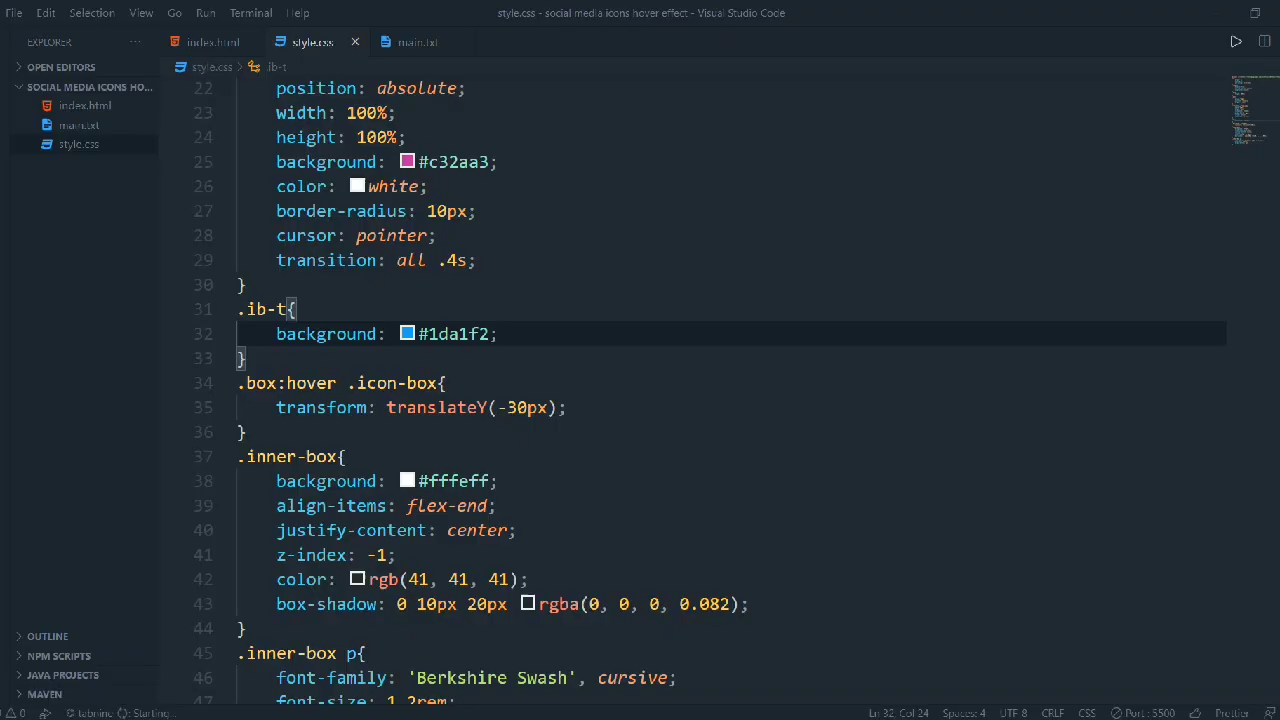 File Edit Selection View Go Run Terminal Help
style.css - social media icons hover effect - Visual Studio Code
EXPLORER
index.html
style.css
main.txt
OPEN EDITORS
style.css > .ib-t
SOCIAL MEDIA ICONS HO...
index.html
main.txt
style.css
22 position: absolute;
23 width: 100%;
24 height: 100%;
25 background: #c32aa3;
26 color: white;
27 border-radius: 10px;
28 cursor: pointer;
29 transition: all .4s;
30 }
31 .ib-t{
32 background: #1da1f2;
33 }
34 .box:hover .icon-box{
35 transform: translateY(-30px);
36 }
37 .inner-box{
38 background: #fffeff;
39 align-items: flex-end;
40 justify-content: center;
41 z-index: -1;
42 color: rgb(41, 41, 41);
43 box-shadow: 0 10px 20px rgba(0, 0, 0, 0.082);
44 }
45 .inner-box p{
46 font-family: 'Berkshire Swash', cursive;
47 font-size: 1.2rem;
OUTLINE
NPM SCRIPTS
JAVA PROJECTS
MAVEN
0 tabnine Starting... Ln 32, Col 24 Spaces: 4 UTF-8 CRLF CSS Port : 5500 Prettier